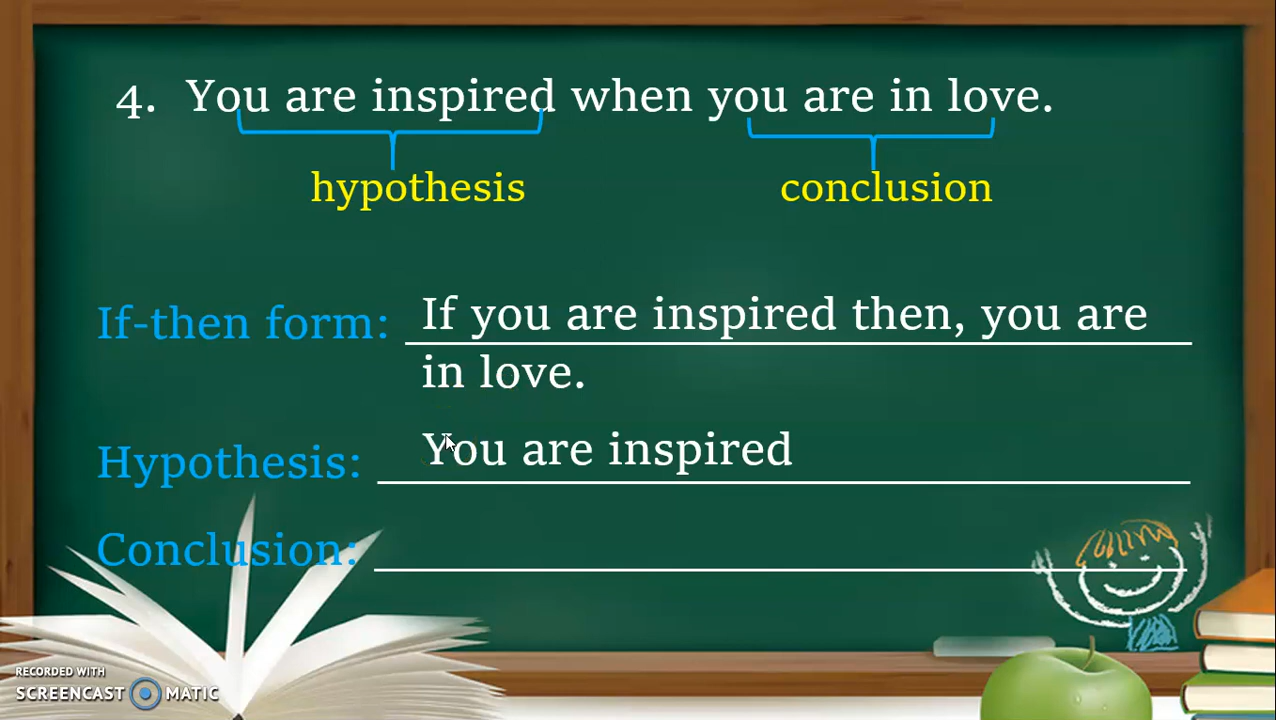 4. You are inspired when you are in love.
hypothesis conclusion
If-then form: If you are inspired then, you are
in love.
Hypothesis: You are inspired
Conclusion:
RECORDED WITH
SCREENCAST MATIC